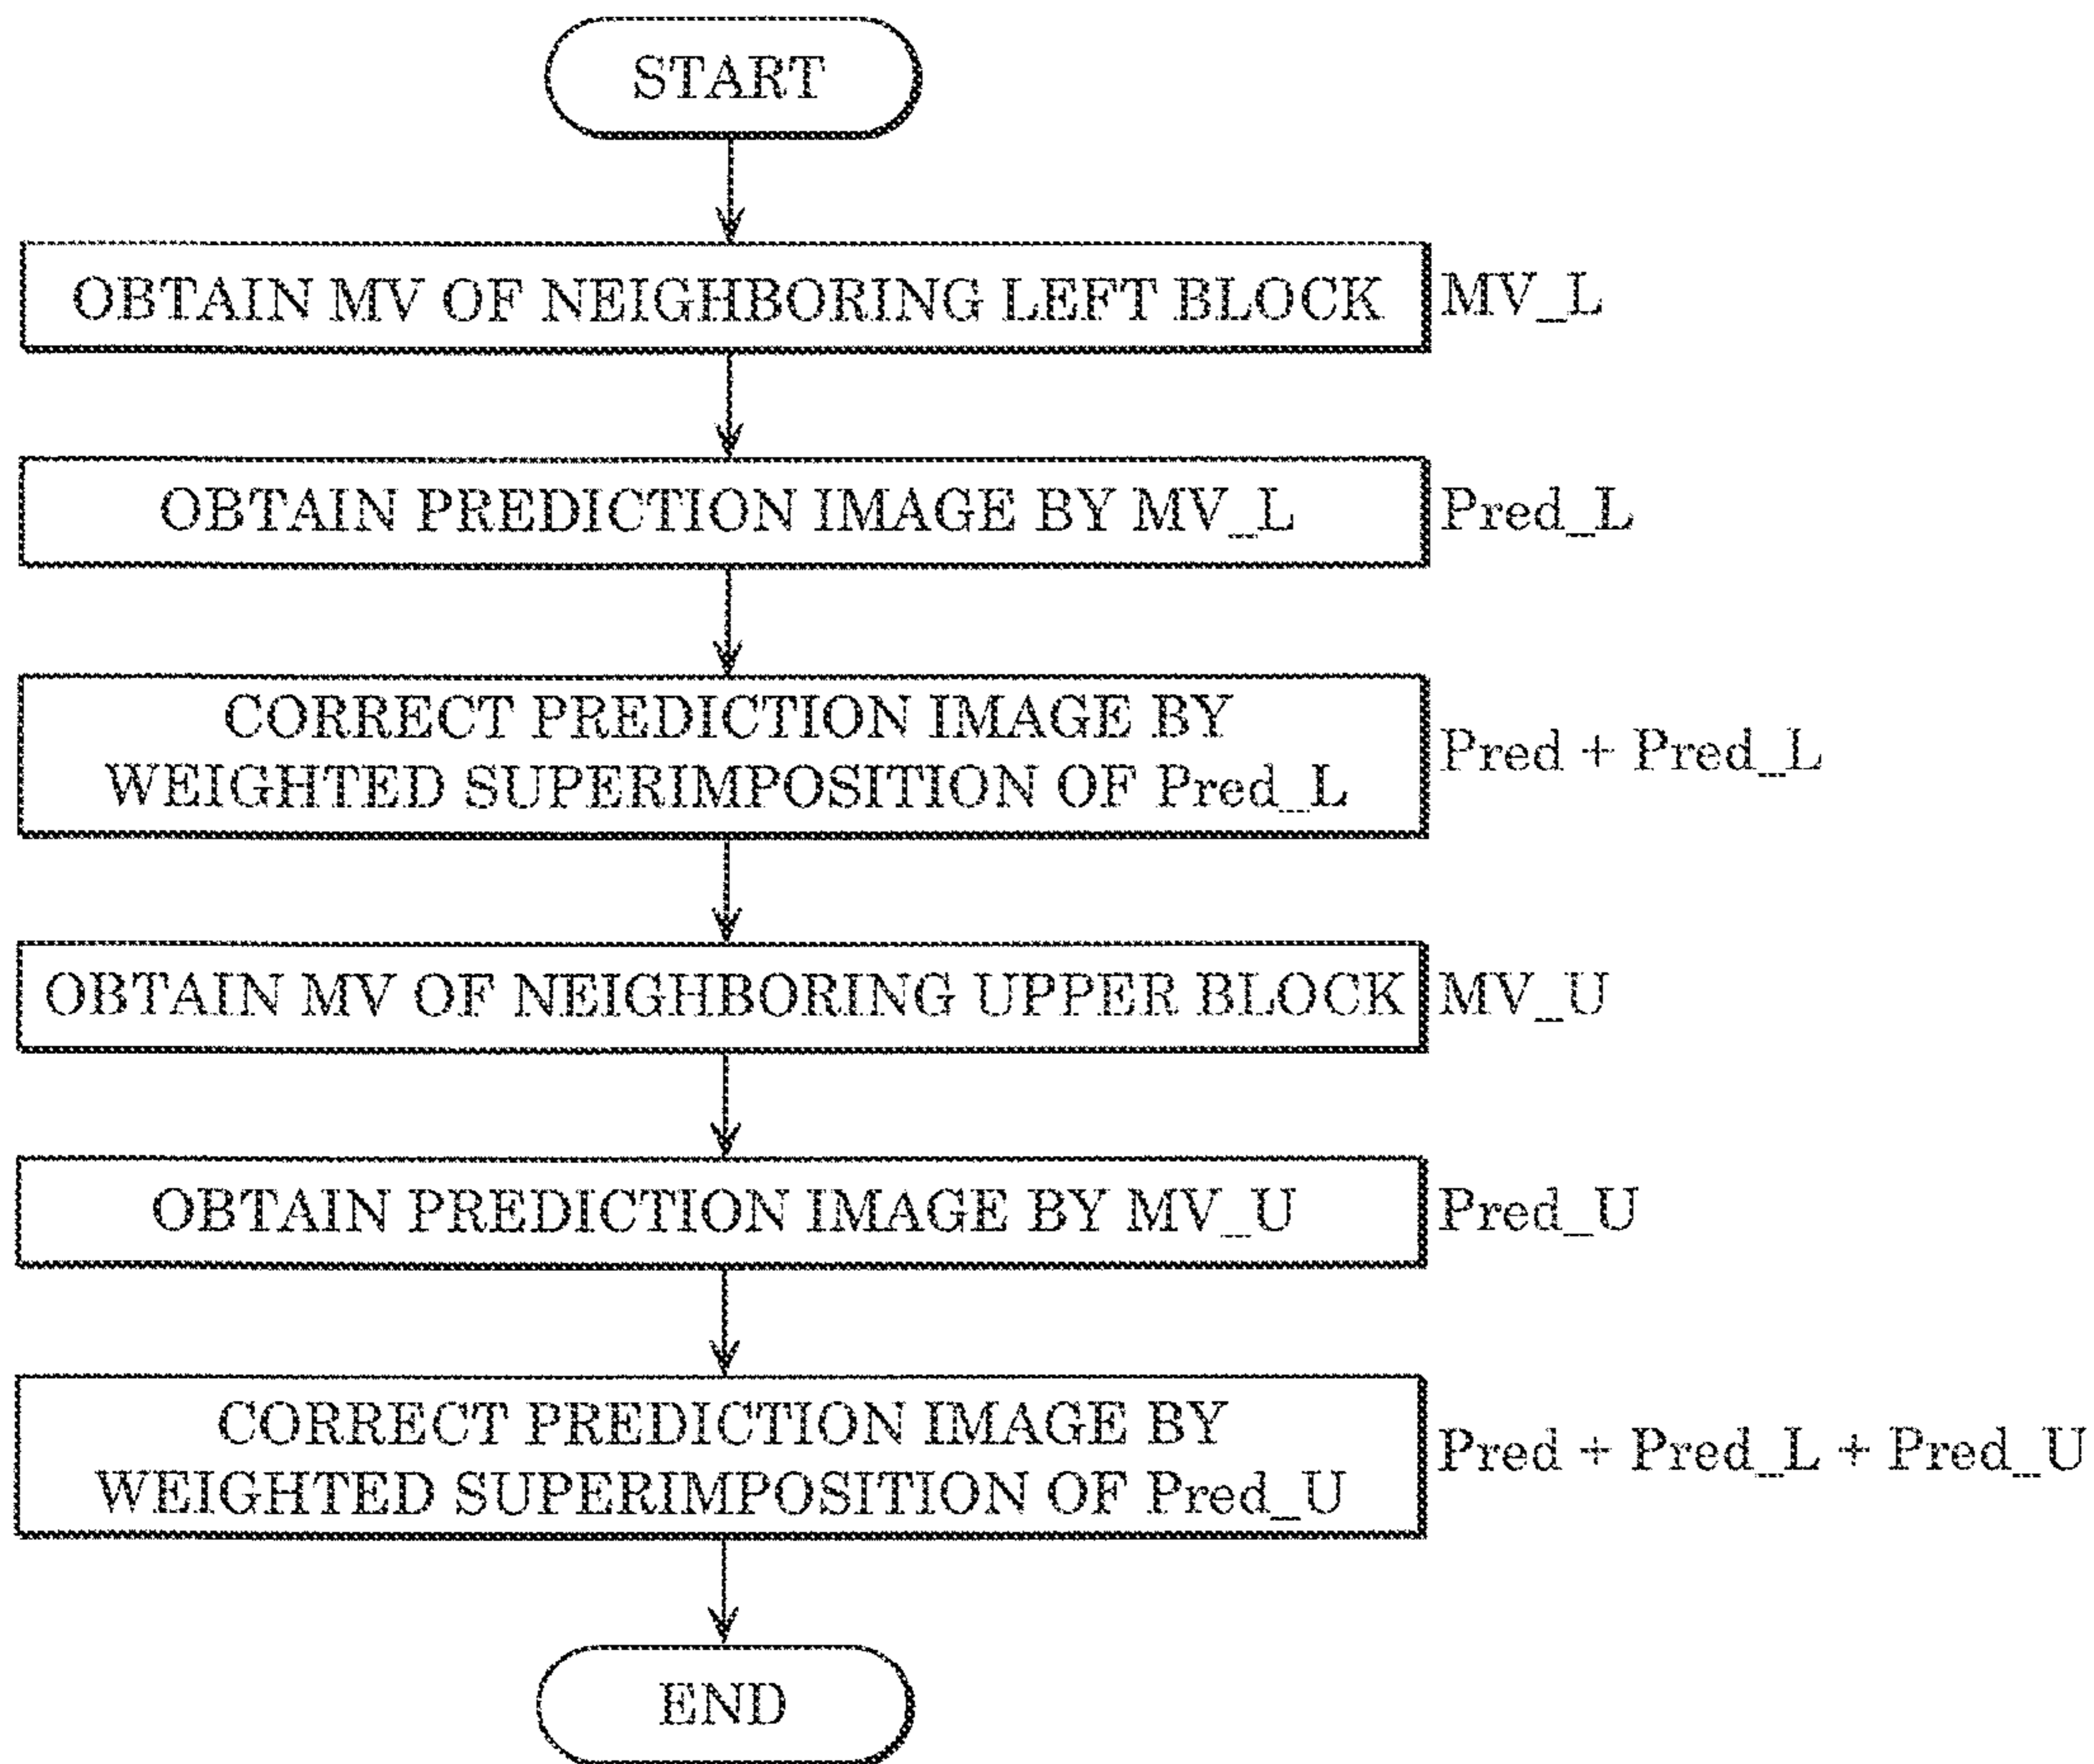 START
OBTAIN MV OF NEIGHBORING LEFT BLOCK MV_L
OBTAIN PREDICTION IMAGE BY MV_L Pred_L
CORRECT PREDICTION IMAGE BY
WEIGHTED SUPERIMPOSITION OF Pred_L
Pred + Pred_L
OBTAIN MV OF NEIGHBORING UPPER BLOCK MV_U
OBTAIN PREDICTION IMAGE BY MV_U Pred_U
CORRECT PREDICTION IMAGE BY
WEIGHTED SUPERIMPOSITION OF Pred_U
Pred + Pred_L + Pred_U
END